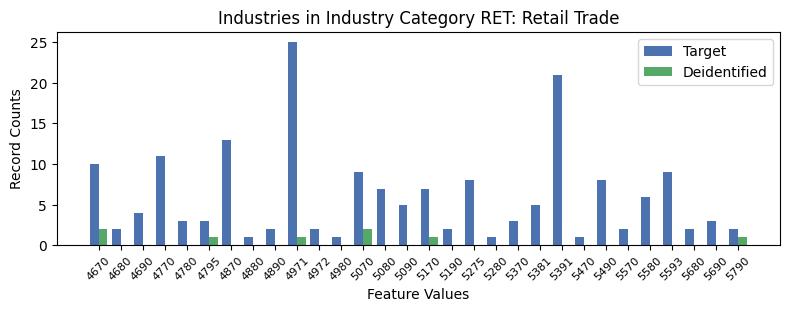 Industries in Industry Category RET: Retail Trade
Target
Deidentified
Record Counts
25
20
15
10
5
0
4670 4680 4690 4770 4780 4795 4870 4880 4890 4971 4972 4980 5070 5080 5090 5170 5190 5275 5280 5370 5381 5391 5470 5490 5570 5580 5593 5680 5690 5790
Feature Values